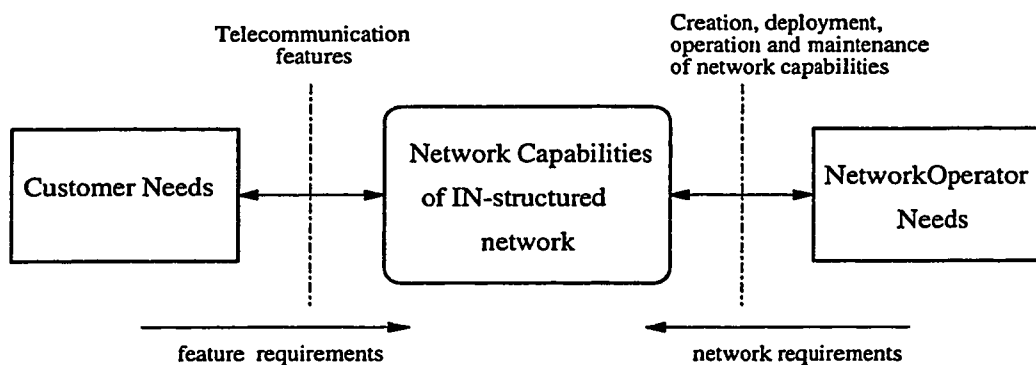 Telecommunication
features
Creation, deployment,
operation and maintenance
of network capabilities
Customer Needs
Network Capabilities
of IN-structured
network
NetworkOperator
Needs
feature requirements
network requirements